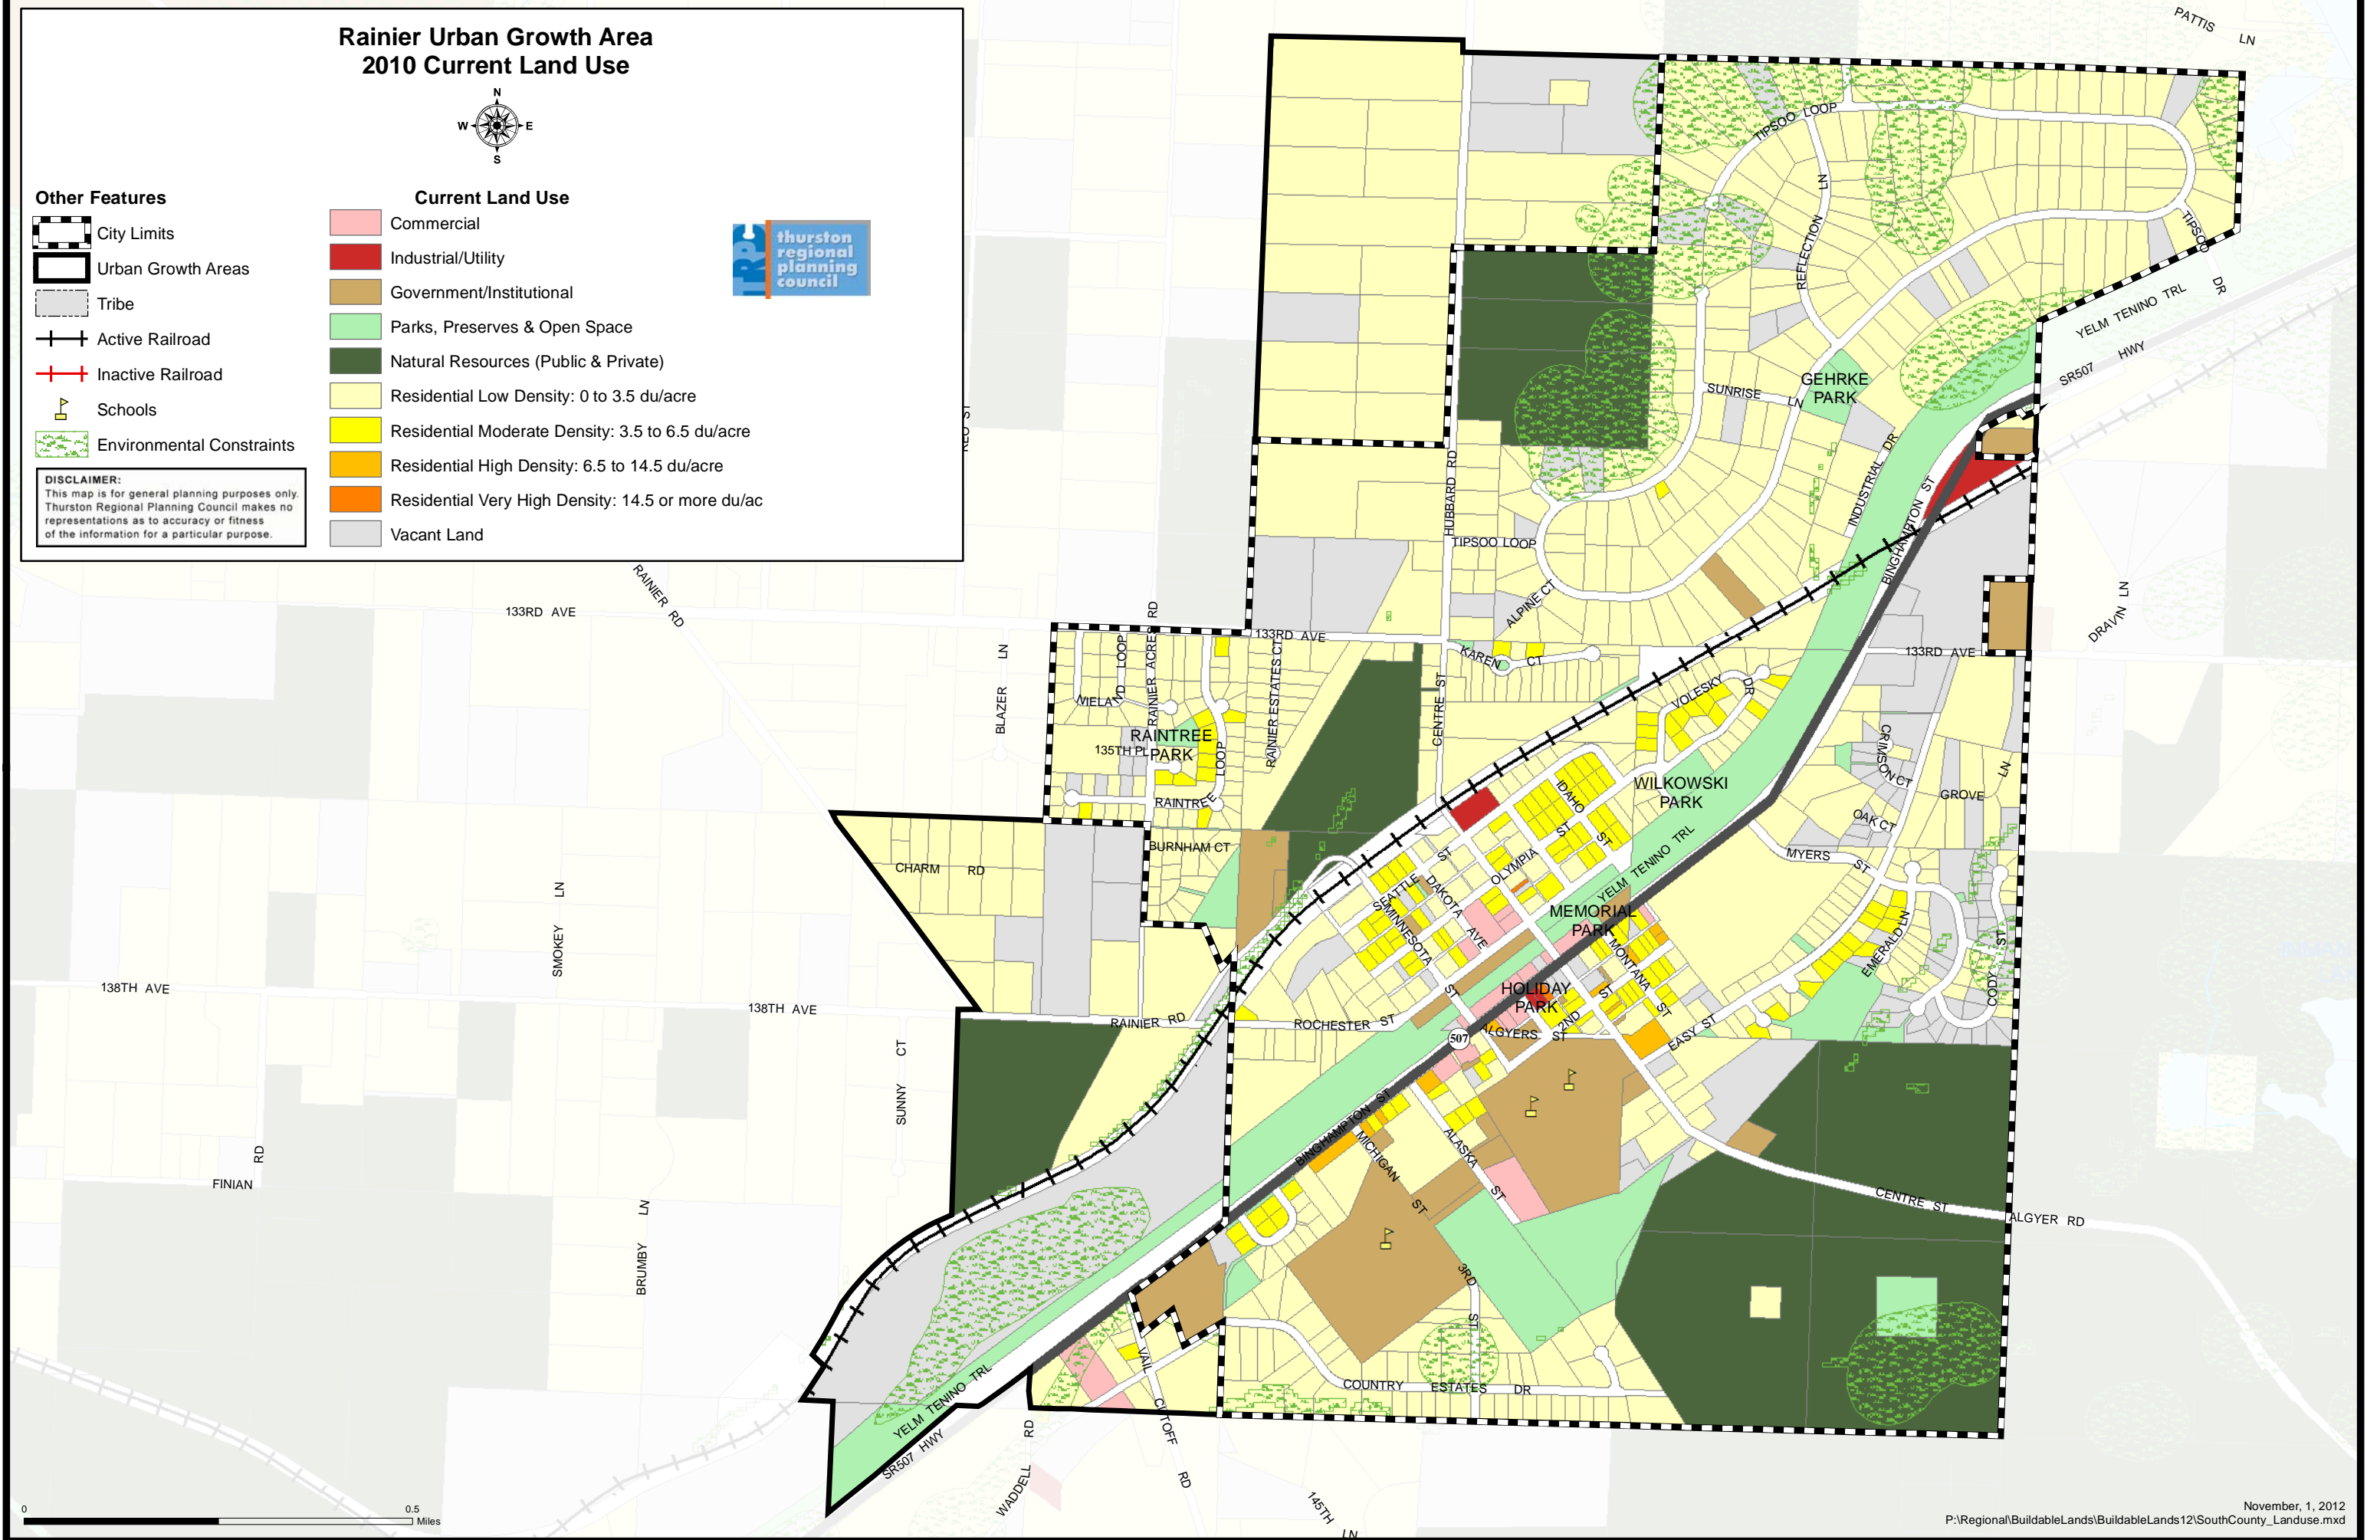 Rainier Urban Growth Area
2010 Current Land Use
N
W
E
S
Other Features
City Limits
Urban Growth Areas
Tribe
Active Railroad
Inactive Railroad
Schools
Environmental Constraints
DISCLAIMER:
This map is for general planning purposes only.
Thurston Regional Planning Council makes no
representations as to accuracy or fitness
of the information for a particular purpose.
Current Land Use
Commercial
Industrial/Utility
Government/Institutional
Parks, Preserves & Open Space
Natural Resources (Public & Private)
Residential Low Density: 0 to 3.5 du/acre
Residential Moderate Density: 3.5 to 6.5 du/acre
Residential High Density: 6.5 to 14.5 du/acre
Residential Very High Density: 14.5 or more du/ac
Vacant Land
TRPC
thurston
regional
planning
council
PATTIS LN
TIPSOO LOOP
REFLECTION LN
TIPSOO DR
YELM TENINO TRL
SR507 HWY
SUNRISE LN
GEHRKE
PARK
INDUSTRIAL DR
HUBBARD RD
BINGHAMPTON ST
TIPSOO LOOP
ALPINE CT
RAINIER RD
133RD AVE
133RD AVE
133RD AVE
DRAVIN LN
BLAZER LN
LOOP
RAINIER ACRES RD
RAINIER ESTATES CT
KAREN CT
CENTRE ST
VOLESKY DR
RAINTREE
PARK
135TH PL
LOOP
RAINTREE
CRIMSON CT
GROVE LN
OAK CT
WILKOWSKI
PARK
IDAHO ST
ST
MYERS ST
BURNHAM CT
CHARM RD
SEATTLE ST
DAKOTA AVE
OLYMPIA
YELM TENINO TRL
MINNESOTA ST
MEMORIAL
PARK
MONTANA ST
EMERALD LN
CODY ST
SMOKEY LN
138TH AVE
138TH AVE
HOLIDAY
PARK
RAINIER RD
ROCHESTER ST
507
ALGYERS ST
2ND ST
EASY ST
SUNNY CT
BINGHAMPTON ST
MICHIGAN ST
ALASKA ST
FINIAN RD
BRUMBY LN
CENTRE ST
ALGYER RD
3RD ST
COUNTRY ESTATES DR
VAIL CUTOFF RD
YELM TENINO TRL
SR507 HWY
WADDELL RD
145TH LN
0
0.5
Miles
November, 1, 2012
P:\Regional\BuildableLands\BuildableLands12\SouthCounty_Landuse.mxd